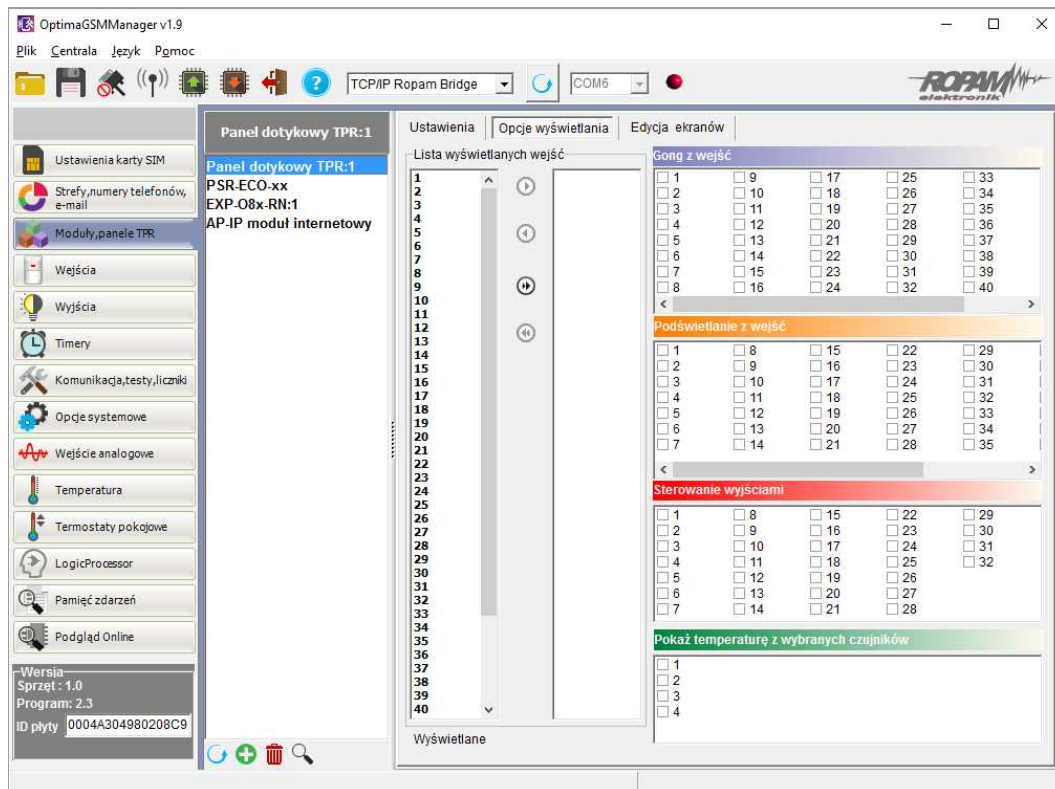 OptimaGSMManager v1.9
Plik Centrala Język Pomoc
TCP/IP Ropam Bridge COM6
ROPAM
elektronik
Ustawienia karty SIM
Strefy,numery telefonów,
e-mail
Moduły,panele TPR
Wejścia
Wyjścia
Timery
Komunikacja,testy,liczniki
Opcje systemowe
Wejście analogowe
Temperatura
Termostaty pokojowe
LogicProcessor
Pamięć zdarzeń
Podgląd Online
Wersja
Sprzęt : 1.0
Program: 2.3
ID płyty 0004A304980208C9
Panel dotykowy TPR:1
Panel dotykowy TPR:1
PSR-ECO-xx
EXP-O8x-RN:1
AP-IP moduł internetowy
Ustawienia Opcje wyświetlania Edycja ekranów
Lista wyświetlanych wejść
1
2
3
4
5
6
7
8
9
10
11
12
13
14
15
16
17
18
19
20
21
22
23
24
25
26
27
28
29
30
31
32
33
34
35
36
37
38
39
40
Wyświetlane
Gong z wejść
1 9 17 25 33
2 10 18 26 34
3 11 19 27 35
4 12 20 28 36
5 13 21 29 37
6 14 22 30 38
7 15 23 31 39
8 16 24 32 40
Podświetlanie z wejść
1 8 15 22 29
2 9 16 23 30
3 10 17 24 31
4 11 18 25 32
5 12 19 26 33
6 13 20 27 34
7 14 21 28 35
Sterowanie wyjściami
1 8 15 22 29
2 9 16 23 30
3 10 17 24 31
4 11 18 25 32
5 12 19 26
6 13 20 27
7 14 21 28
Pokaż temperaturę z wybranych czujników
1
2
3
4